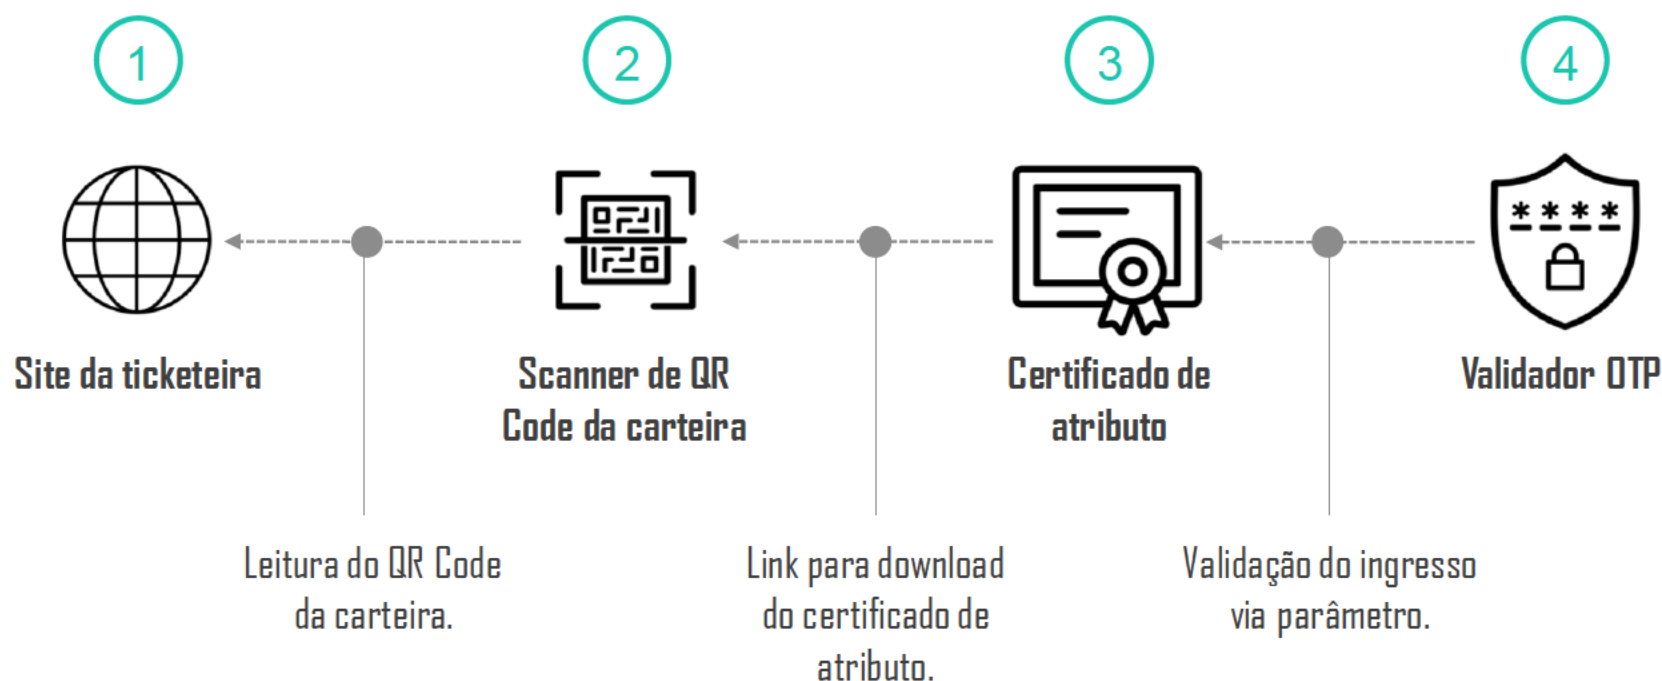 1
2
3
4
Site da ticketeira
Scanner de QR
Code da carteira
Certificado de
atributo
Validador OTP
Leitura do QR Code
da carteira.
Link para download
do certificado de
atributo.
Validação do ingresso
via parâmetro.